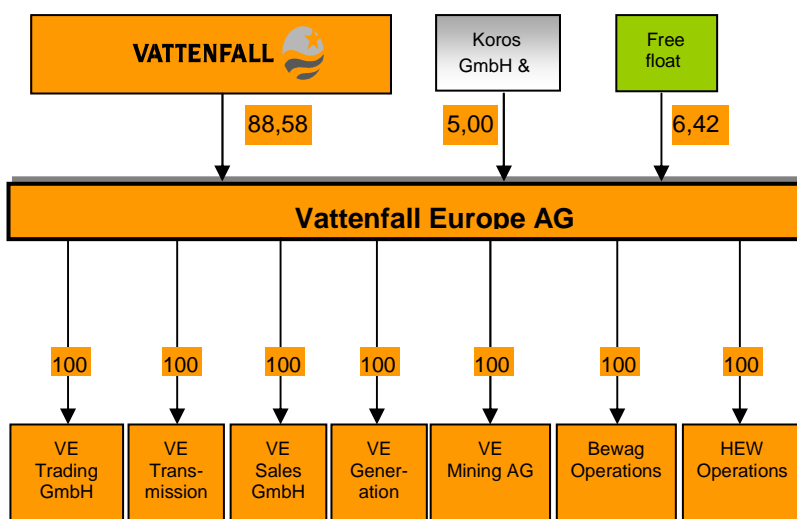 VATTENFALL
Koros
GmbH &
Free
float
88,58
5,00
6,42
Vattenfall Europe AG
100
100
100
100
100
100
100
VE
Trading
GmbH
VE
Trans-
mission
VE
Sales
GmbH
VE
Gener-
ation
VE
Mining AG
Bewag
Operations
HEW
Operations